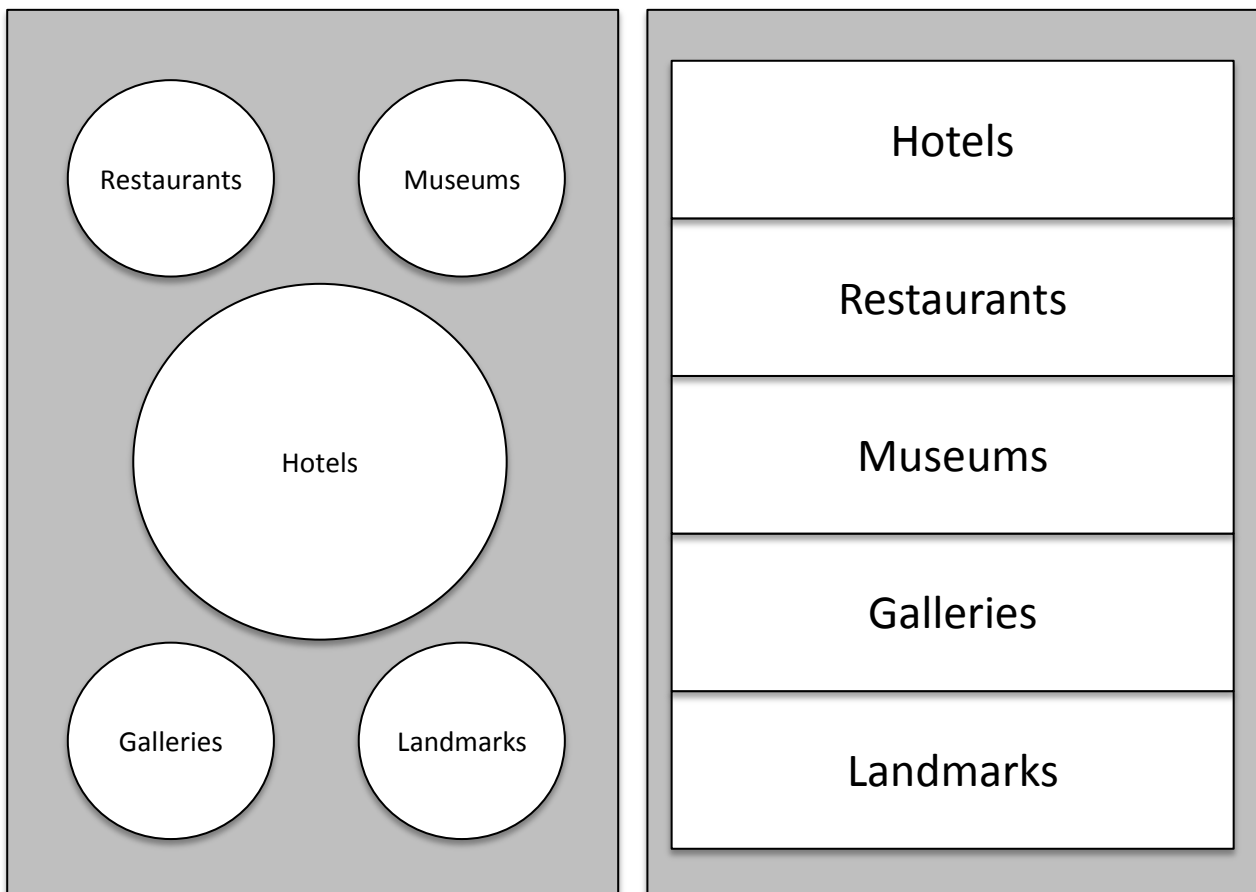 Restaurants
Museums
Hotels
Galleries
Landmarks
Hotels
Restaurants
Museums
Galleries
Landmarks